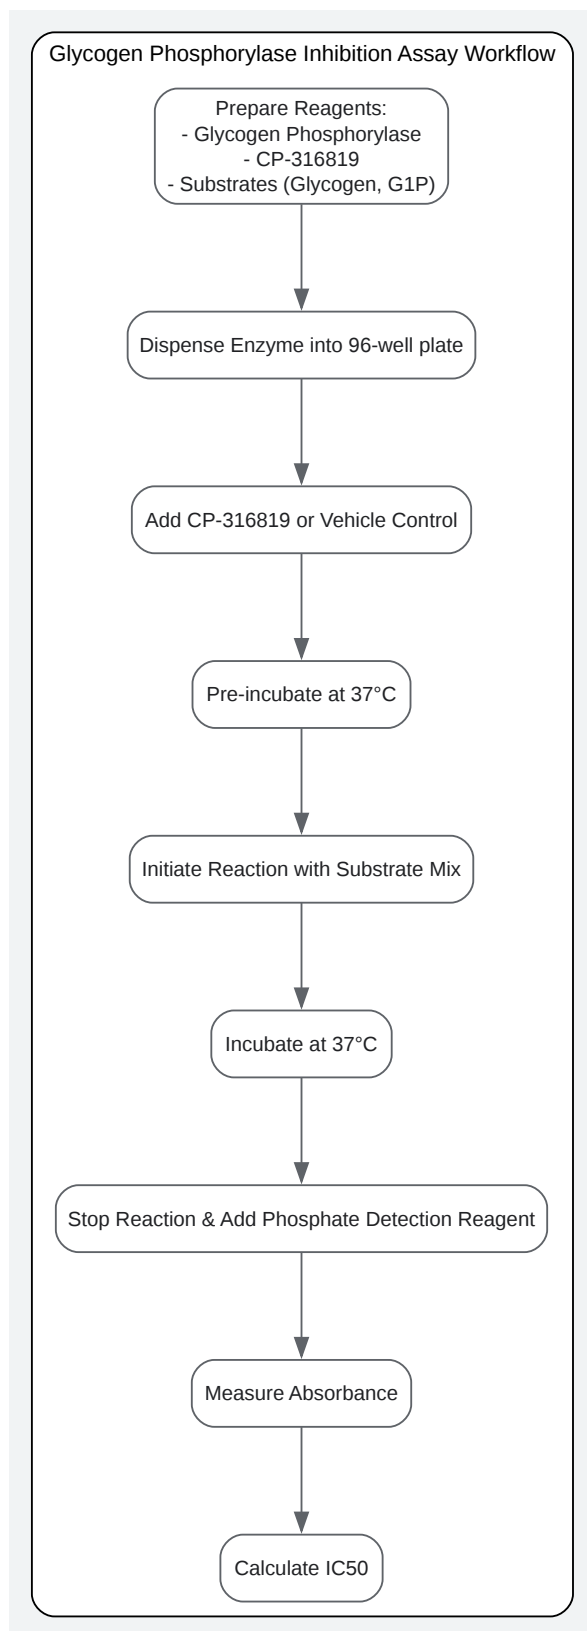 Glycogen Phosphorylase Inhibition Assay Workflow
Prepare Reagents:
- Glycogen Phosphorylase
- CP-316819
- Substrates (Glycogen, G1P)
Dispense Enzyme into 96-well plate
Add CP-316819 or Vehicle Control
Pre-incubate at 37°C
Initiate Reaction with Substrate Mix
Incubate at 37°C
Stop Reaction & Add Phosphate Detection Reagent
Measure Absorbance
Calculate IC50